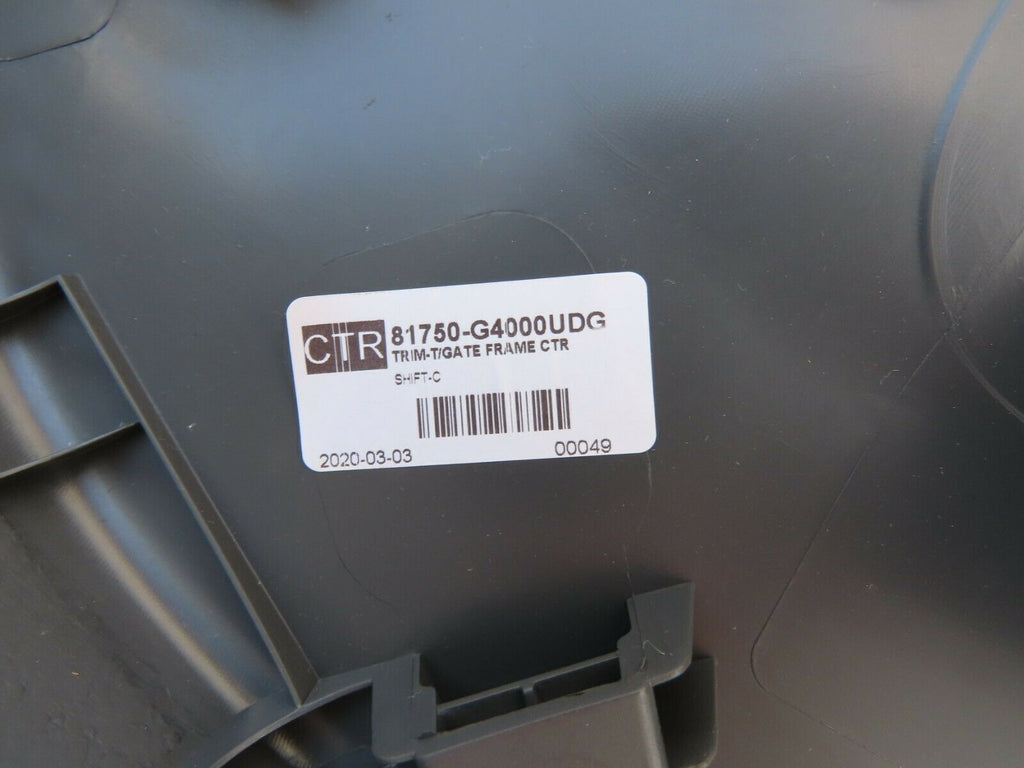 CTR
81750-G4000UDG
TRIM-T/GATE FRAME CTR
SHIFT-C
2020-03-03 00049